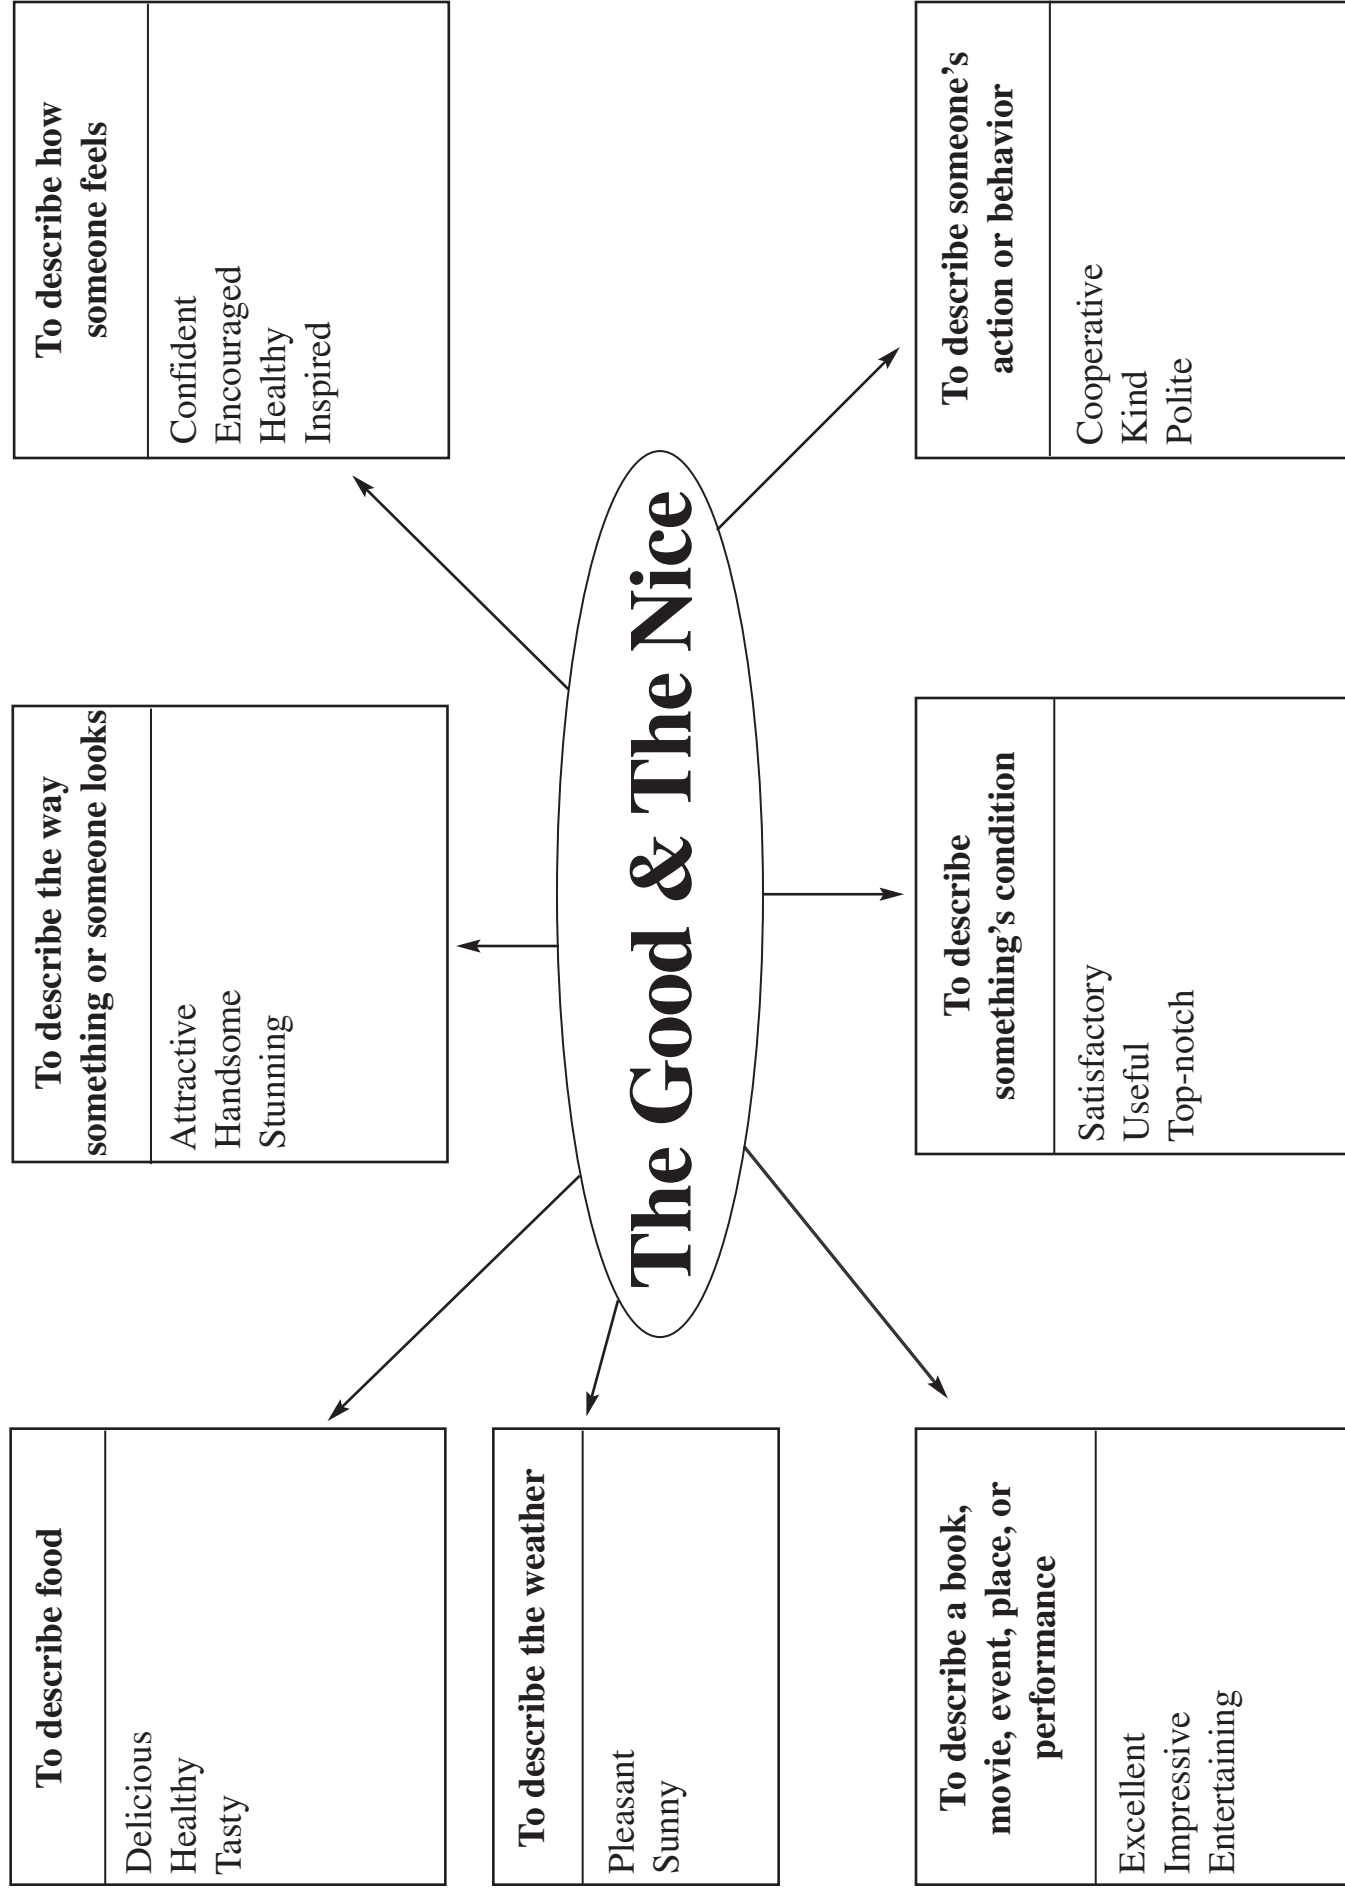 To describe food
Delicious
Healthy
Tasty
To describe the way
something or someone looks
Attractive
Handsome
Stunning
To describe how
someone feels
Confident
Encouraged
Healthy
Inspired
To describe the weather
Pleasant
Sunny
The Good & The Nice
To describe a book,
movie, event, place, or
performance
Excellent
Impressive
Entertaining
To describe
something’s condition
Satisfactory
Useful
Top-notch
To describe someone’s
action or behavior
Cooperative
Kind
Polite